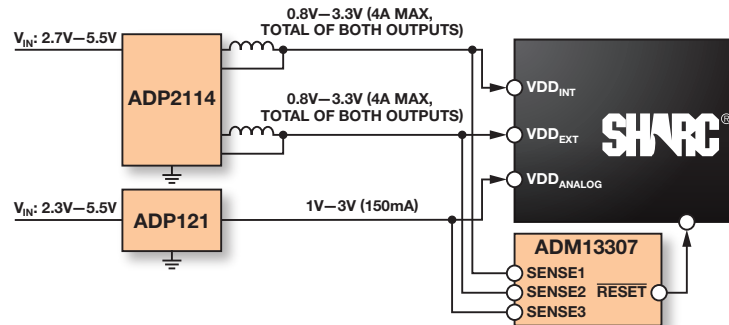 0.8V—3.3V (4A MAX,
TOTAL OF BOTH OUTPUTS)
VIN: 2.7V—5.5V
ADP2114
0.8V—3.3V (4A MAX,
TOTAL OF BOTH OUTPUTS)
VDDINT
VDDEXT
VDDANALOG
SHARC®
VIN: 2.3V—5.5V
ADP121
1V—3V (150mA)
ADM13307
SENSE1
SENSE2
RESET
SENSE3